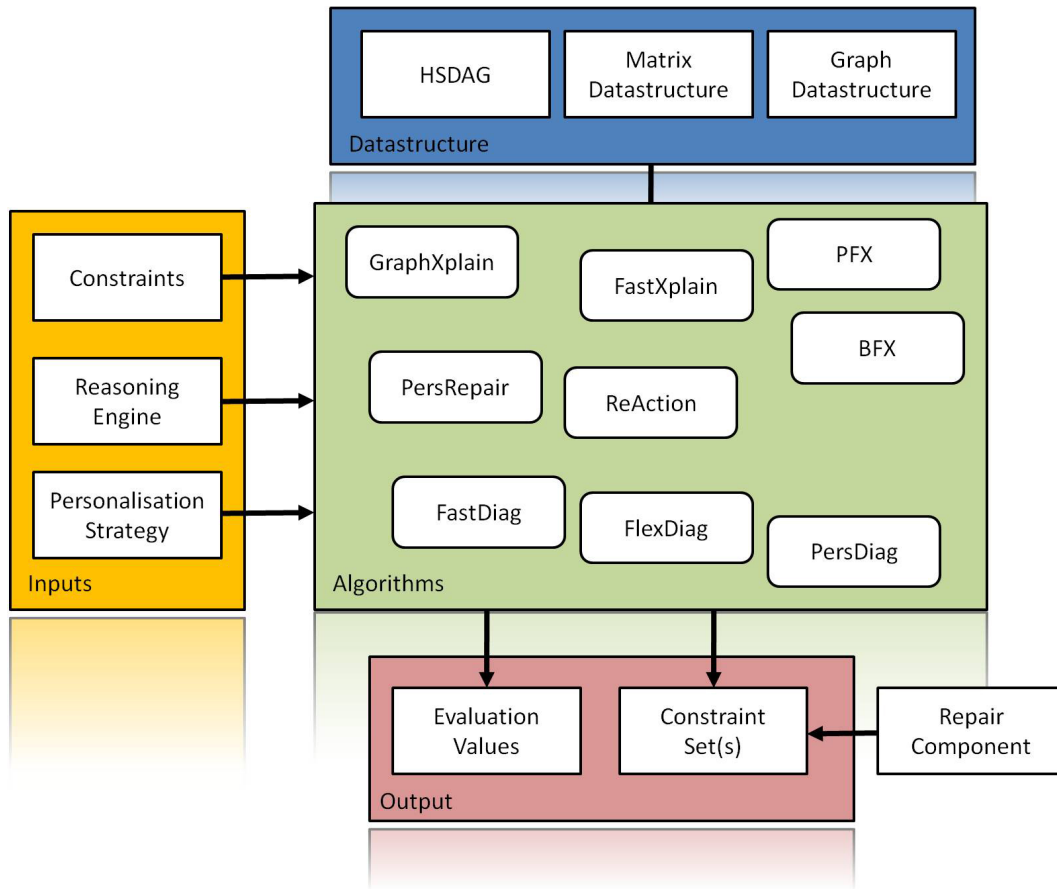 HSDAG
Matrix
Datastructure
Graph
Datastructure
Datastructure
Constraints
Reasoning
Engine
Personalisation
Strategy
Inputs
GraphXplain
FastXplain
PFX
BFX
PersRepair
ReAction
FastDiag
FlexDiag
PersDiag
Algorithms
Evaluation
Values
Constraint
Set(s)
Output
Repair
Component